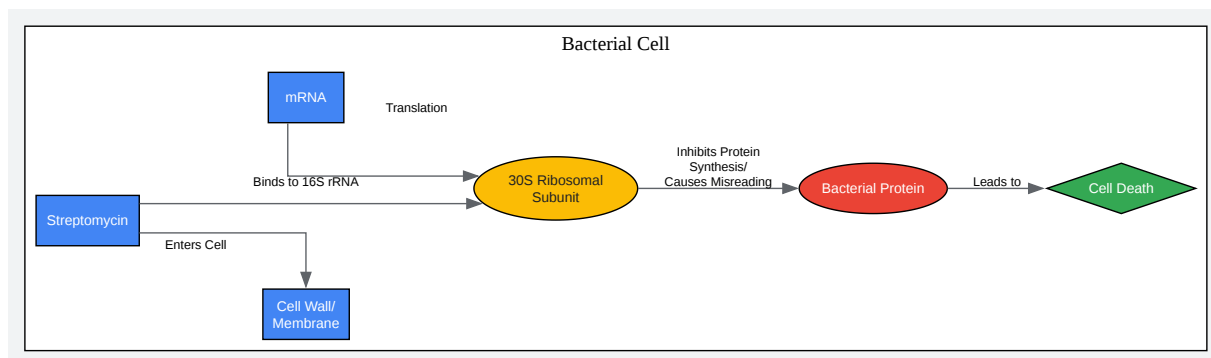 Bacterial Cell
mRNA
Translation
Binds to 16S rRNA
30S Ribosomal
Subunit
Inhibits Protein
Synthesis/
Causes Misreading
Bacterial Protein
Leads to
Cell Death
Streptomycin
Enters Cell
Cell Wall/
Membrane